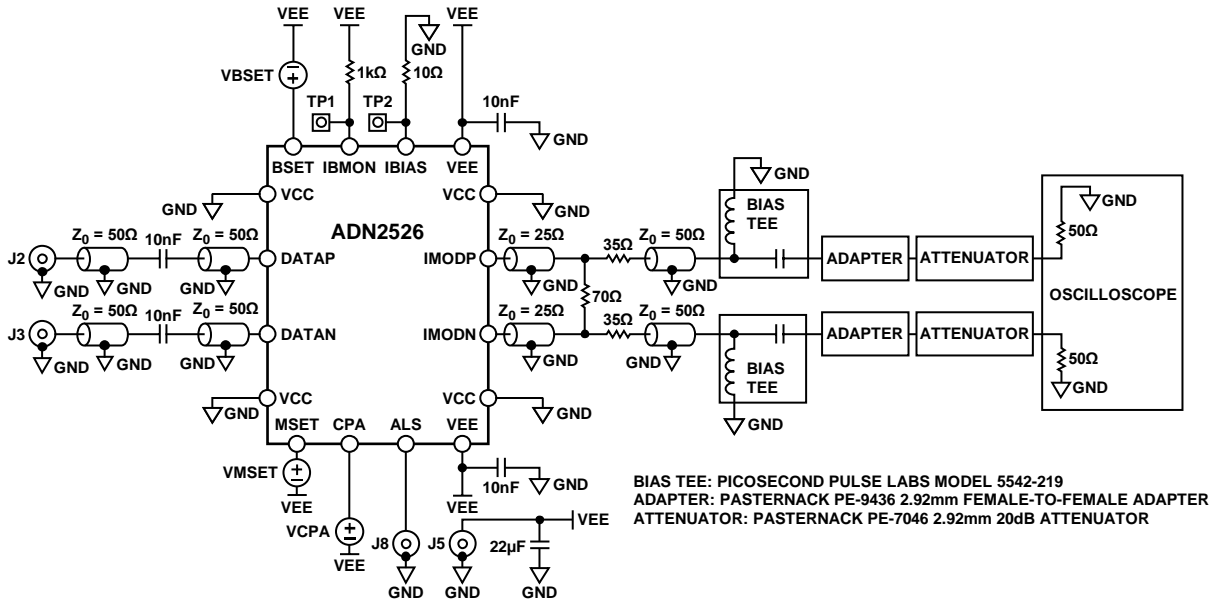 VEE VEE VEE
GND
VBSET 1kΩ 10Ω
TP1 TP2 10nF
GND
BSET IBMON IBIAS VEE
GND VCC VCC GND GND
ADN2526
BIAS TEE
Z0 = 50Ω 10nF Z0 = 50Ω Z0 = 25Ω 35Ω Z0 = 50Ω GND 50Ω
J2 DATAP IMODP ADAPTER ATTENUATOR
GND GND GND GND GND
70Ω OSCILLOSCOPE
Z0 = 50Ω 10nF Z0 = 50Ω Z0 = 25Ω 35Ω Z0 = 50Ω
J3 DATAN IMODN ADAPTER ATTENUATOR
GND GND GND GND GND 50Ω
BIAS TEE GND
GND VCC VCC GND GND
MSET CPA ALS VEE
VMSET 10nF GND
VEE VEE
BIAS TEE: PICOSECOND PULSE LABS MODEL 5542-219
ADAPTER: PASTERNACK PE-9436 2.92mm FEMALE-TO-FEMALE ADAPTER
ATTENUATOR: PASTERNACK PE-7046 2.92mm 20dB ATTENUATOR
VEE
VCPA J8 J5 22µF
VEE
GND GND GND